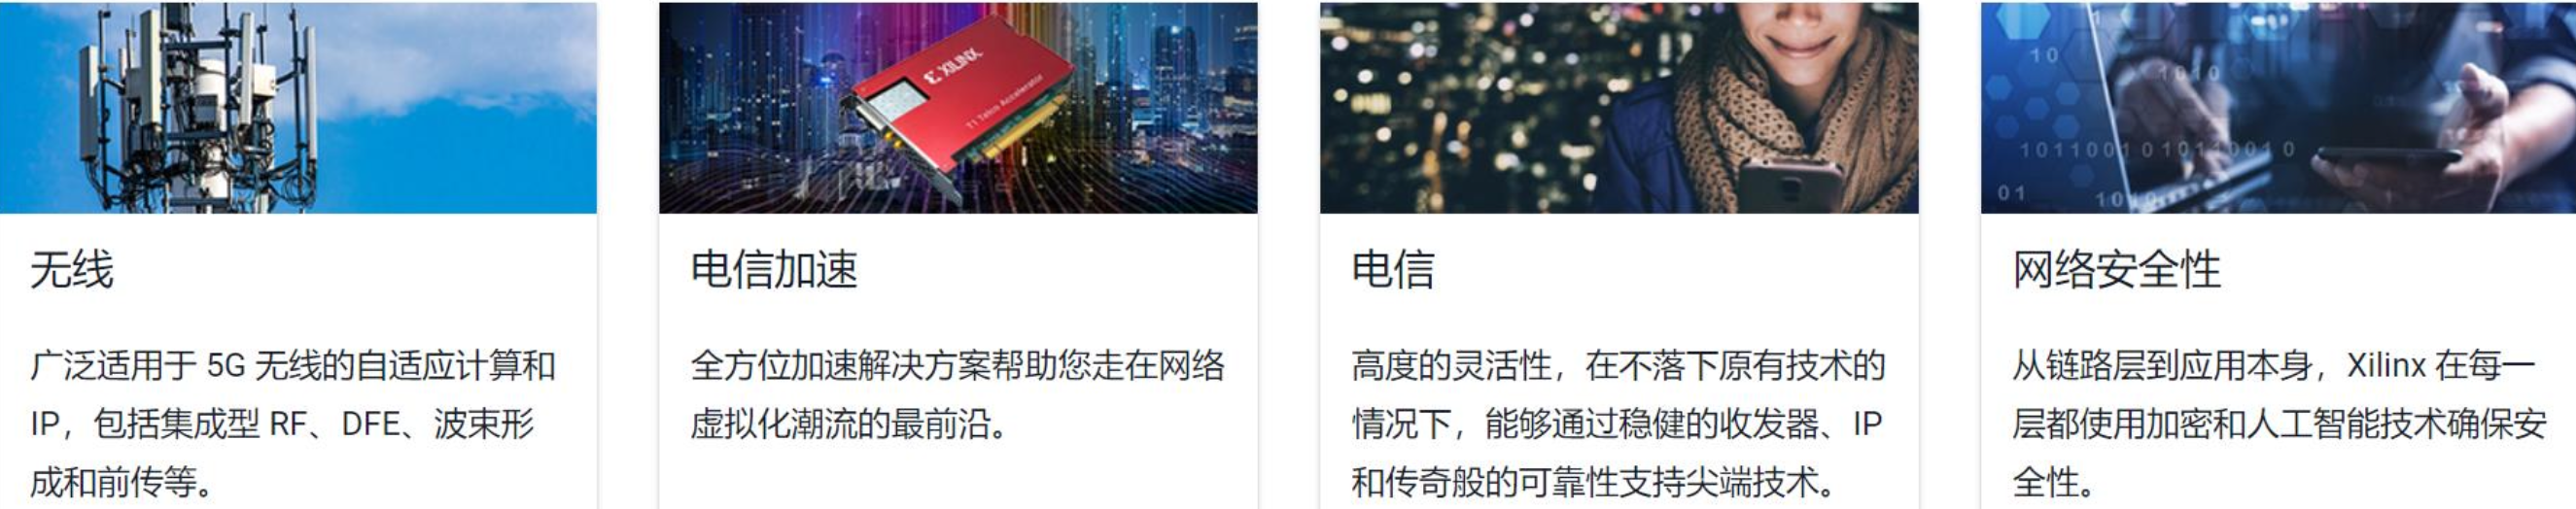 XILINX
T1 Telco Accelerator
10
1010
1011001010110010
01
1010
无线
广泛适用于 5G 无线的自适应计算和
IP，包括集成型 RF、DFE、波束形
成和前传等。
电信加速
全方位加速解决方案帮助您走在网络
虚拟化潮流的最前沿。
电信
高度的灵活性，在不落下原有技术的
情况下，能够通过稳健的收发器、IP
和传奇般的可靠性支持尖端技术。
网络安全性
从链路层到应用本身，Xilinx 在每一
层都使用加密和人工智能技术确保安
全性。